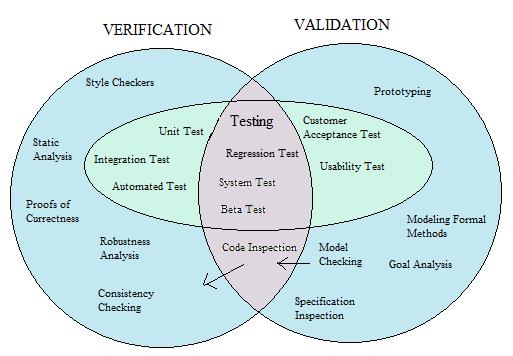 VERIFICATION
VALIDATION
Style Checkers
Prototyping
Testing
Customer
Acceptance Test
Unit Test
Static
Analysis
Integration Test
Regression Test
Usability Test
Automated Test
System Test
Beta Test
Proofs of
Currectness
Modeling Formal
Methods
Robustness
Analysis
Code Inspection
Model
Checking
Goal Analysis
Consistency
Checking
Specification
Inspection